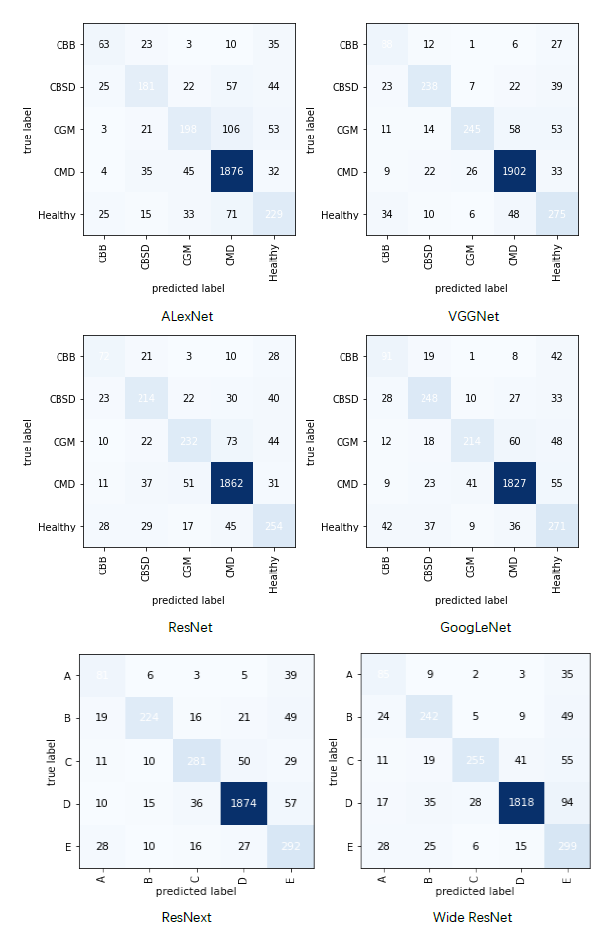 CBB 63 23 3 10 35
CBSD 25 181 22 57 44
CGM 3 21 198 106 53
CMD 4 35 45 1876 32
Healthy 25 15 33 71 229
true label
CBB CBSD CGM CMD Healthy
predicted label
ALexNet
CBB 88 12 1 6 27
CBSD 23 238 7 22 39
CGM 11 14 245 58 53
CMD 9 22 26 1902 33
Healthy 34 10 6 48 275
true label
CBB CBSD CGM CMD Healthy
predicted label
VGGNet
CBB 72 21 3 10 28
CBSD 23 214 22 30 40
CGM 10 22 232 73 44
CMD 11 37 51 1862 31
Healthy 28 29 17 45 254
true label
CBB CBSD CGM CMD Healthy
predicted label
ResNet
CBB 91 19 1 8 42
CBSD 28 248 10 27 33
CGM 12 18 214 60 48
CMD 9 23 41 1827 55
Healthy 42 37 9 36 271
true label
CBB CBSD CGM CMD Healthy
predicted label
GoogLeNet
A 81 6 3 5 39
B 19 224 16 21 49
C 11 10 281 50 29
D 10 15 36 1874 57
E 28 10 16 27 292
true label
A B C D E
predicted label
ResNext
A 85 9 2 3 35
B 24 242 5 9 49
C 11 19 255 41 55
D 17 35 28 1818 94
E 28 25 6 15 299
true label
A B C D E
predicted label
Wide ResNet